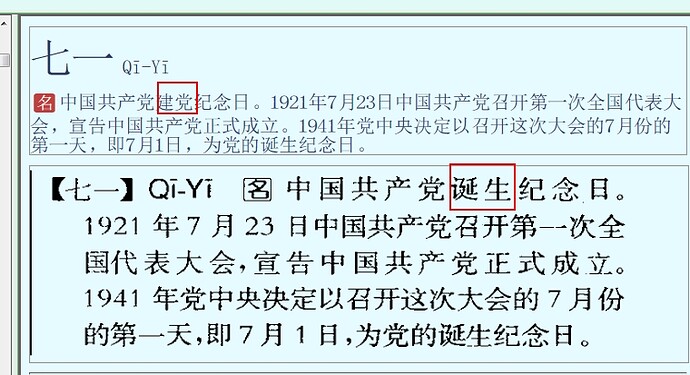 七一 Qī-Yī
名 中国共产党建党纪念日。1921年7月23日中国共产党召开第一次全国代表大
会，宣告中国共产党正式成立。1941年党中央决定以召开这次大会的7月份的
第一天，即7月1日，为党的诞生纪念日。
【七一】Qī-Yī 名 中国共产党诞生纪念日。
1921 年 7 月 23 日中国共产党召开第一次全
国代表大会，宣告中国共产党正式成立。
1941 年党中央决定以召开这次大会的 7 月份
的第一天，即 7 月 1 日，为党的诞生纪念日。